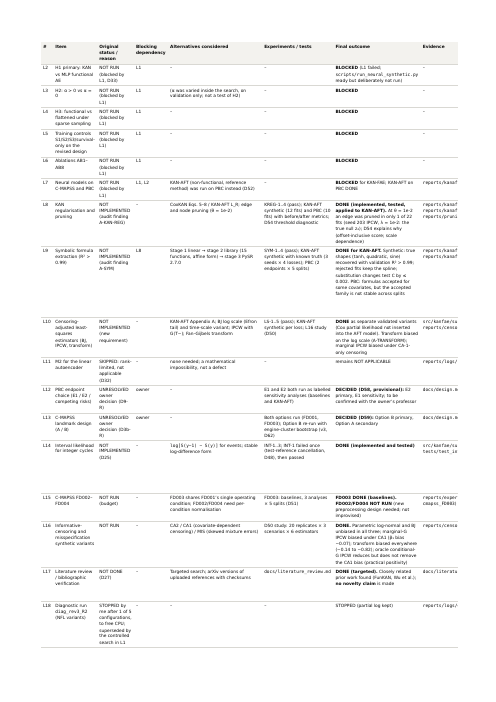 # Item Original status / reason Blocking dependency Alternatives considered Experiments / tests Final outcome Evidence
L2 H1 primary: KAN vs MLP functional AE NOT RUN (blocked by L1, D33) L1 – – BLOCKED (L1 failed; scripts/run_neural_synthetic.py ready but deliberately not run) –
L3 H2: α > 0 vs α = 0 NOT RUN (blocked by L1) L1 (α was varied inside the search, on validation only, not a test of H2) – BLOCKED –
L4 H3: functional vs flattened under sparse sampling NOT RUN (blocked by L1) L1 – – BLOCKED –
L5 Training controls S1/S2/S3/survival-only on the revised design NOT RUN (blocked by L1) L1 – – BLOCKED –
L6 Ablations AB1–AB8 NOT RUN (blocked by L1) L1 – – BLOCKED –
L7 Neural models on C-MAPSS and PBC NOT RUN (blocked by L1) L1, L2 KAN-AFT (non-functional, reference method) was run on PBC instead (D52) – BLOCKED for KAN-FAE; KAN-AFT on PBC DONE reports/kanaf
L8 KAN regularisation and pruning NOT IMPLEMENTED (audit finding A-KAN-REG) – CoxKAN Eqs. 5–8 / KAN-AFT L_R; edge and node pruning (θ = 1e-2) KREG-1..4 (pass); KAN-AFT synthetic (12 fits) and PBC (10 fits) with before/after metrics; D54 threshold diagnostic DONE (implemented, tested, applied to KAN-AFT). At θ = 1e-2 an edge was pruned in only 1 of 22 fits (seed 203 IPCW, λ = 1e-2: the true null z₄); D54 explains why (offset-inclusive score; scale dependence) reports/kanaf reports/kanaf reports/pruni
L9 Symbolic formula extraction (R² > 0.99) NOT IMPLEMENTED (audit finding A-SYM) L8 Stage 1 linear → stage 2 library (15 functions, affine form) → stage 3 PySR 2.7.0 SYM-1..4 (pass); KAN-AFT synthetic with known truth (3 seeds × 4 losses); PBC (2 endpoints × 5 splits) DONE for KAN-AFT. Synthetic: true shapes (tanh, quadratic, sine) recovered with validation R² > 0.99; rejected fits keep the spline; substitution changes test C by ≤ 0.002. PBC: formulas accepted for some covariates, but the accepted family is not stable across splits reports/kanaf
L10 Censoring-adjusted least-squares estimators (BJ, IPCW, transform) NOT IMPLEMENTED (new requirement) – KAN-AFT Appendix A; BJ log scale (Efron tail) and time-scale variant; IPCW with G(T−); Fan–Gijbels transform LS-1..5 (pass); KAN-AFT synthetic per loss; L16 study (D50) DONE as separate validated variants (Cox partial likelihood not inserted into the AFT model). Transform biased on the log scale (A-TRANSFORM); marginal IPCW biased under CA-1-only censoring src/kanfae/su reports/censo
L11 M2 for the linear autoencoder SKIPPED: rank-limited, not applicable (D32) – none needed: a mathematical impossibility, not a defect – remains NOT APPLICABLE –
L12 PBC endpoint choice (E1 / E2 / competing risks) UNRESOLVED owner decision (D9-R) owner – E1 and E2 both run as labelled sensitivity analyses (baselines and KAN-AFT) DECIDED (D58, provisional): E2 primary, E1 sensitivity; to be confirmed with the owner's professor docs/design.m
L13 C-MAPSS landmark design (A / B) UNRESOLVED owner decision (D30-R) owner – Both options run (FD001, FD003); Option B re-run with engine-cluster bootstrap (v3, D62) DECIDED (D59): Option B primary, Option A secondary docs/design.m
L14 Interval likelihood for integer cycles NOT IMPLEMENTED (D25) – log[S(y−1) − S(y)] for events; stable log-difference form INT-1..3; INT-1 failed once (test-reference cancellation, D48), then passed DONE (implemented and tested) src/kanfae/su tests/test_in
L15 C-MAPSS FD002–FD004 NOT RUN (budget) – FD003 shares FD001's single operating condition; FD002/FD004 need per-condition normalisation FD003: baselines, 3 analyses × 5 splits (D51) FD003 DONE (baselines). FD002/FD004 NOT RUN (new preprocessing design needed, not improvised) reports/exper cmapss_FD003)
L16 Informative-censoring and misspecification synthetic variants NOT RUN – CA2 / CA1 (covariate-dependent censoring) / MIS (skewed mixture errors) D50 study: 20 replicates × 3 scenarios × 6 estimators DONE. Parametric log-normal and BJ unbiased in all three; marginal-G IPCW biased under CA1 (β₁ bias −0.07); transform biased everywhere (−0.14 to −0.92); oracle conditional-G IPCW reduces but does not remove the CA1 bias (practical positivity) reports/censo
L17 Literature review / bibliographic verification NOT DONE (D27) – Targeted search; arXiv versions of uploaded references with checksums docs/literature_review.md DONE (targeted). Closely related prior work found (FunKAN, Wu et al.); no novelty claim is made docs/literatu
L18 Diagnostic run diag_rev3_R2 (NFL variants) STOPPED by me after 1 of 5 configurations, to free CPU; superseded by the controlled search in L1 – – – STOPPED (partial log kept) reports/logs/